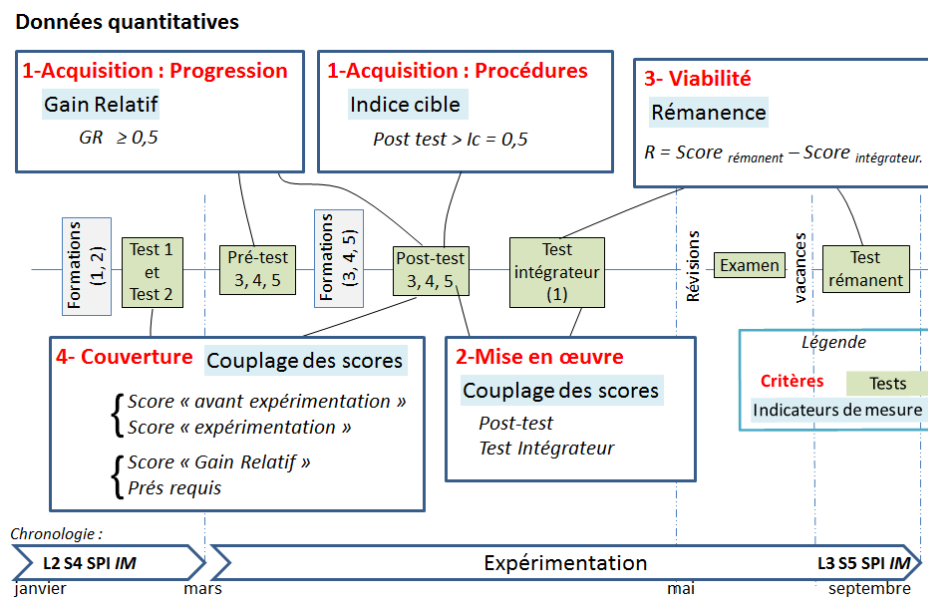 Données quantitatives
1-Acquisition : Progression
Gain Relatif
GR ≥ 0,5
1-Acquisition : Procédures
Indice cible
Post test > Ic = 0,5
3- Viabilité
Rémanence
R = Score rémanent – Score intégrateur.
Formations
(1, 2)
Test 1
et
Test 2
Pré-test
3, 4, 5
Formations
(3, 4, 5)
Post-test
3, 4, 5
Test
intégrateur
(1)
Révisions
Examen
vacances
Test
rémanent
4- Couverture
Couplage des scores
Score « avant expérimentation »
Score « expérimentation »
Score « Gain Relatif »
Prés requis
2-Mise en œuvre
Couplage des scores
Post-test
Test Intégrateur
Légende
Critères
Tests
Indicateurs de mesure
Chronologie :
L2 S4 SPI IM
Expérimentation
L3 S5 SPI IM
janvier
mars
mai
septembre